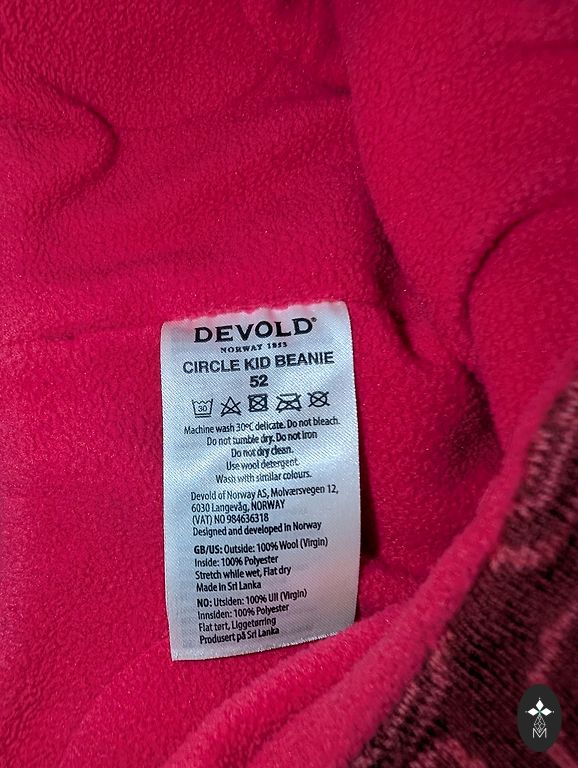 DEVOLD®
NORWAY 1853
CIRCLE KID BEANIE
52
30
Machine wash 30°C delicate. Do not bleach.
Do not tumble dry. Do not iron
Do not dry clean.
Use wool detergent.
Wash with similar colours.
Devold of Norway AS, Molværsvegen 12,
6030 Langevåg, NORWAY
(VAT) NO 984636318
Designed and developed in Norway
GB/US: Outside: 100% Wool (Virgin)
Inside: 100% Polyester
Stretch while wet, Flat dry
Made in Sri Lanka
NO: Utsiden: 100% Ull (Virgin)
Innsiden: 100% Polyester
Flat tørt, Liggetørring
Produsert på Sri Lanka
M